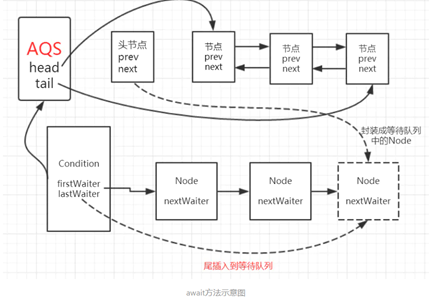 AQS
head
tail
头节点
prev
next
节点
prev
next
节点
prev
next
节点
prev
next
封装成等待队列
中的Node
Condition
firstWaiter
lastWaiter
Node
nextWaiter
Node
nextWaiter
Node
nextWaiter
尾插入到等待队列
await方法示意图